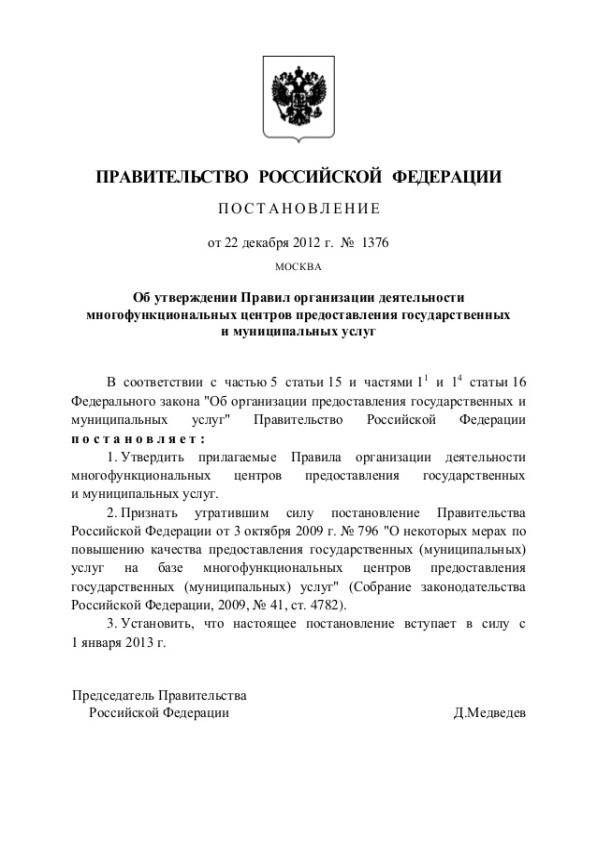 ПРАВИТЕЛЬСТВО РОССИЙСКОЙ ФЕДЕРАЦИИ
ПОСТАНОВЛЕНИЕ
от 22 декабря 2012 г. № 1376
МОСКВА
Об утверждении Правил организации деятельности
многофункциональных центров предоставления государственных
и муниципальных услуг
В соответствии с частью 5 статьи 15 и частями 1¹ и 1⁴ статьи 16
Федерального закона "Об организации предоставления государственных и
муниципальных услуг" Правительство Российской Федерации
постановляет:
1. Утвердить прилагаемые Правила организации деятельности
многофункциональных центров предоставления государственных
и муниципальных услуг.
2. Признать утратившим силу постановление Правительства
Российской Федерации от 3 октября 2009 г. № 796 "О некоторых мерах по
повышению качества предоставления государственных (муниципальных)
услуг на базе многофункциональных центров предоставления
государственных (муниципальных) услуг" (Собрание законодательства
Российской Федерации, 2009, № 41, ст. 4782).
3. Установить, что настоящее постановление вступает в силу с
1 января 2013 г.
Председатель Правительства
Российской Федерации Д.Медведев